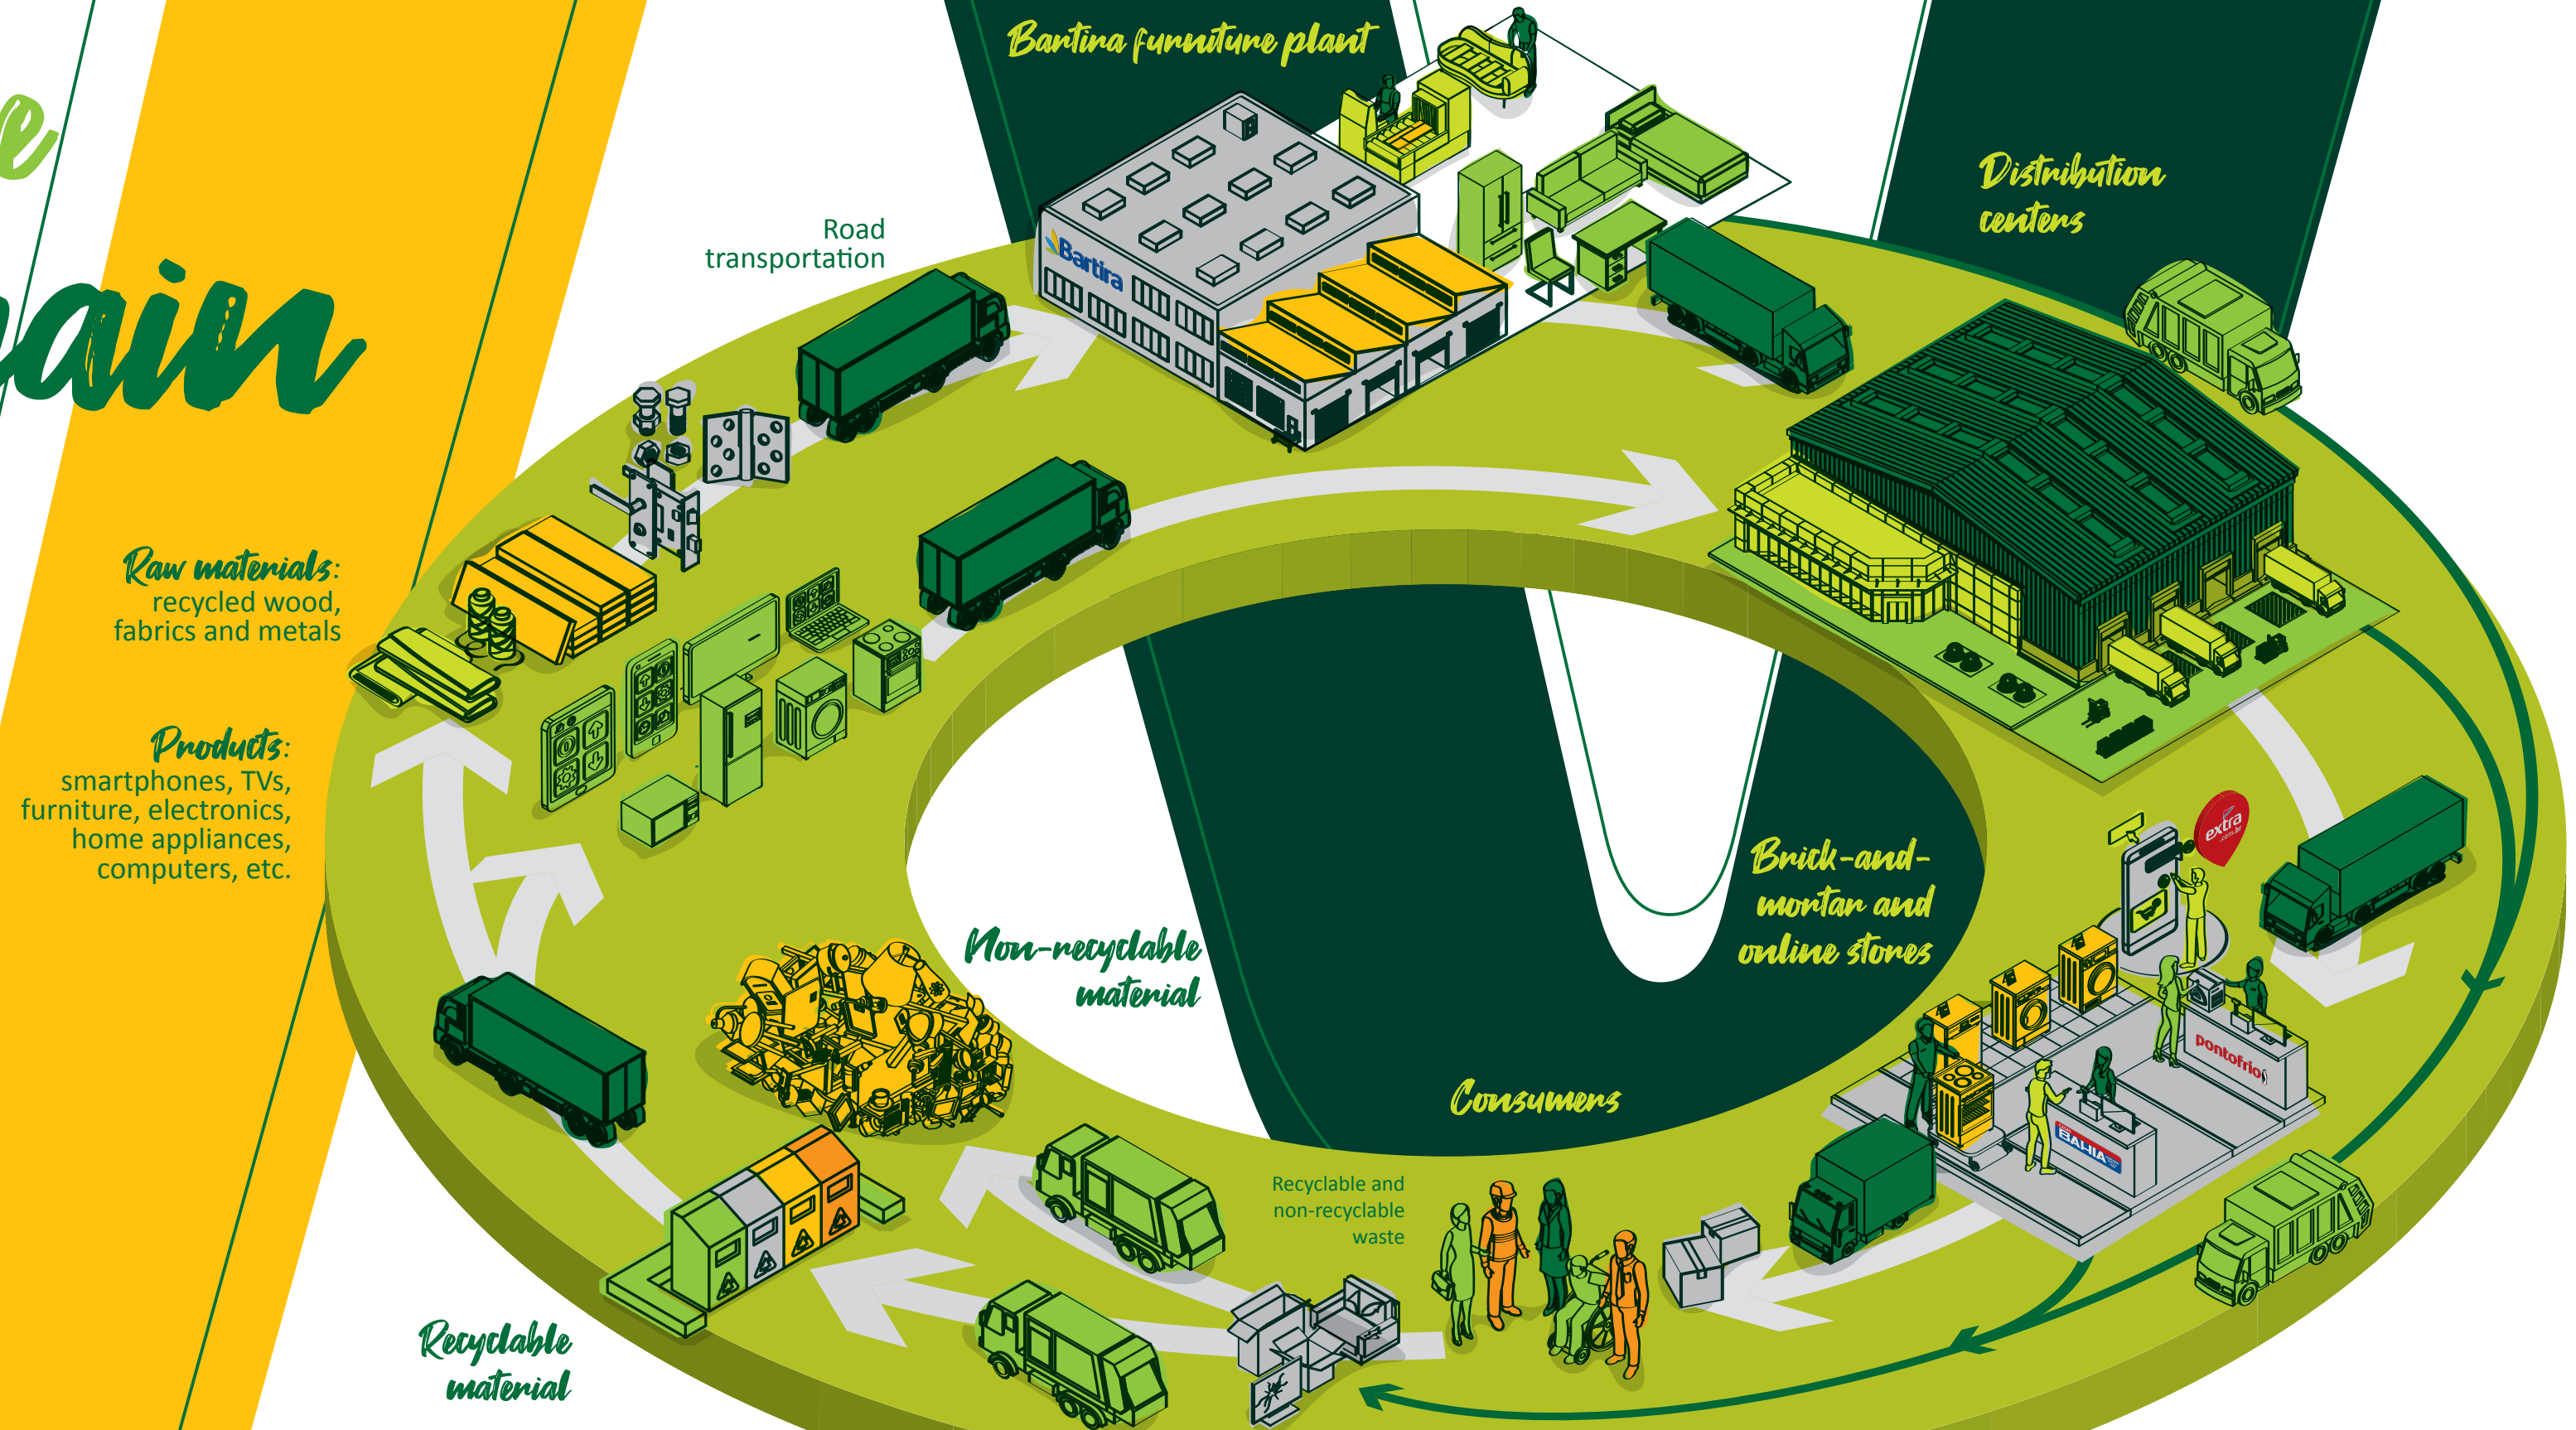 Bartira furniture plant
Distribution
centers
Road
transportation
Bartira
Raw materials:
recycled wood,
fabrics and metals
Products:
smartphones, TVs,
furniture, electronics,
home appliances,
computers, etc.
extra
.com.br
Brick-and-
mortar and
online stores
Non-recyclable
material
pontofrio
BAHIA
Consumers
Recyclable and
non-recyclable
waste
Recyclable
material